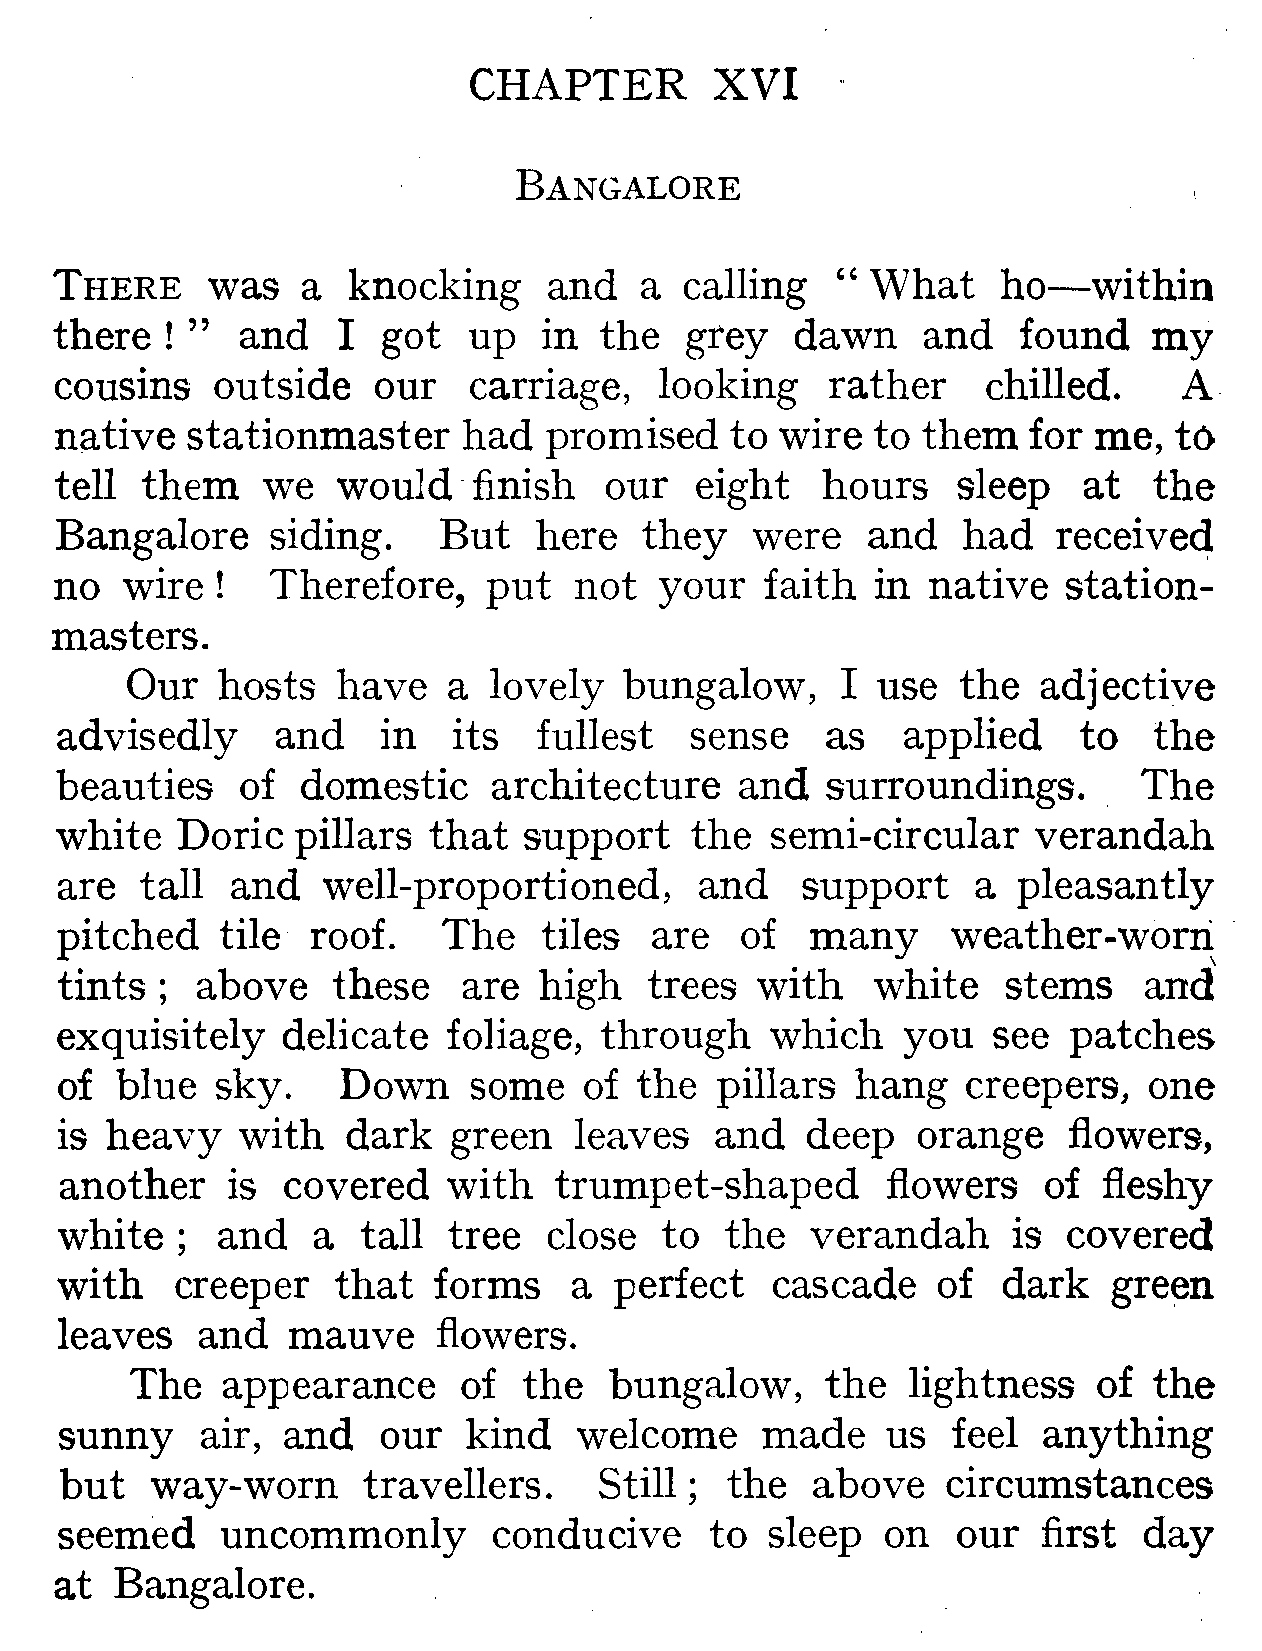 CHAPTER XVI
BANGALORE
THERE was a knocking and a calling “ What ho—within
there ! ” and I got up in the grey dawn and found my
cousins outside our carriage, looking rather chilled. A
native stationmaster had promised to wire to them for me, to
tell them we would finish our eight hours sleep at the
Bangalore siding. But here they were and had received
no wire ! Therefore, put not your faith in native station-
masters.
Our hosts have a lovely bungalow, I use the adjective
advisedly and in its fullest sense as applied to the
beauties of domestic architecture and surroundings. The
white Doric pillars that support the semi-circular verandah
are tall and well-proportioned, and support a pleasantly
pitched tile roof. The tiles are of many weather-worn
tints ; above these are high trees with white stems and
exquisitely delicate foliage, through which you see patches
of blue sky. Down some of the pillars hang creepers, one
is heavy with dark green leaves and deep orange flowers,
another is covered with trumpet-shaped flowers of fleshy
white ; and a tall tree close to the verandah is covered
with creeper that forms a perfect cascade of dark green
leaves and mauve flowers.
The appearance of the bungalow, the lightness of the
sunny air, and our kind welcome made us feel anything
but way-worn travellers. Still ; the above circumstances
seemed uncommonly conducive to sleep on our first day
at Bangalore.